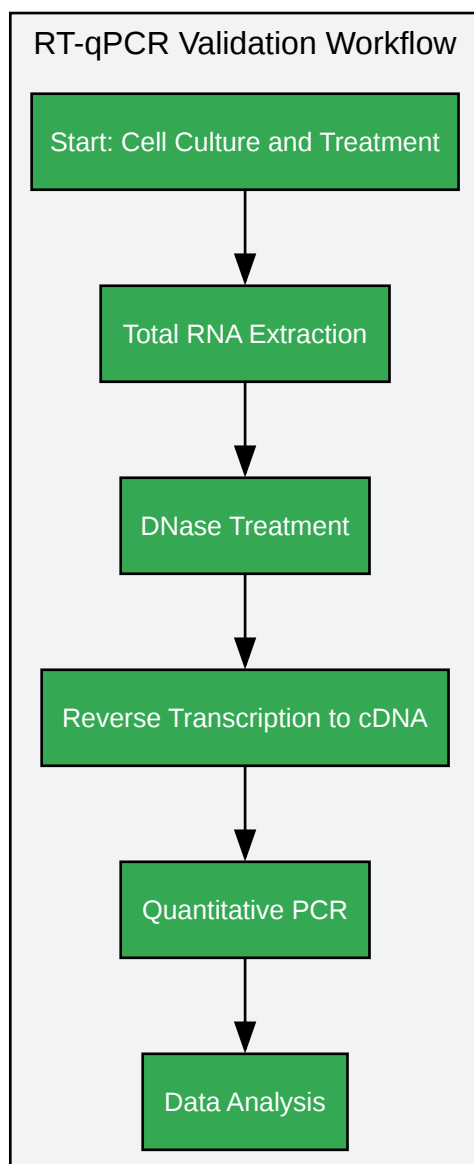 RT-qPCR Validation Workflow
Start: Cell Culture and Treatment
Total RNA Extraction
DNase Treatment
Reverse Transcription to cDNA
Quantitative PCR
Data Analysis